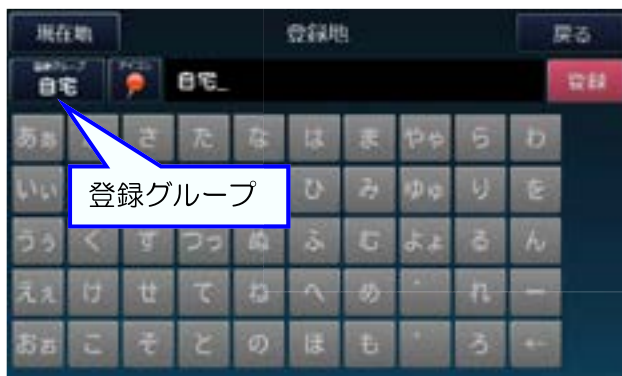 現在地 登録地 戻る
登録グループ アイコン
自宅 自宅_ 登録
あぁ さ た な は ま やゃ ら わ
いぃ ひ み ゆゅ り を
登録グループ
うぅ く す つっ ぬ ふ む よょ る ん
えぇ け せ て ね へ め ゛ れ ー
おぉ こ そ と の ほ も ゜ ろ ←